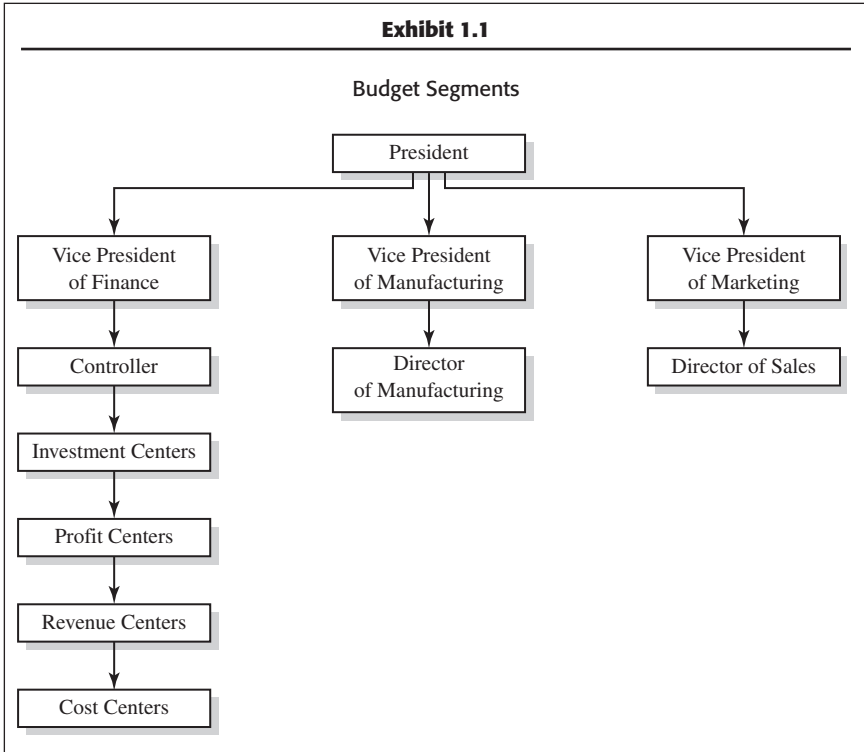 Exhibit 1.1
Budget Segments
President
Vice President
of Finance
Vice President
of Manufacturing
Vice President
of Marketing
Controller
Director
of Manufacturing
Director of Sales
Investment Centers
Profit Centers
Revenue Centers
Cost Centers